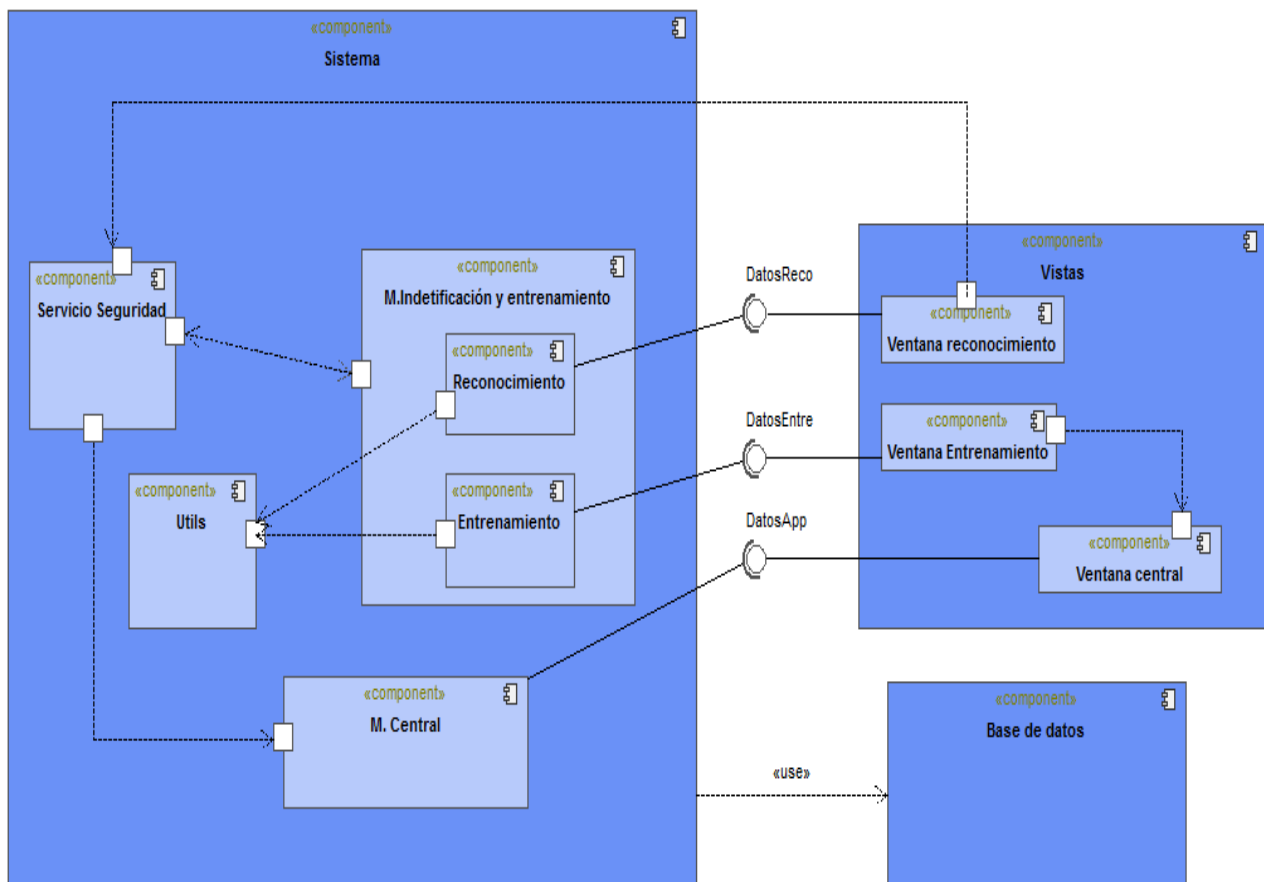 «component»
Sistema
«component»
Servicio Seguridad
«component»
M.Indetificación y entrenamiento
«component»
Reconocimiento
«component»
Utils
«component»
Entrenamiento
«component»
M. Central
DatosReco
DatosEntre
DatosApp
«component»
Vistas
«component»
Ventana reconocimiento
«component»
Ventana Entrenamiento
«component»
Ventana central
«use»
«component»
Base de datos